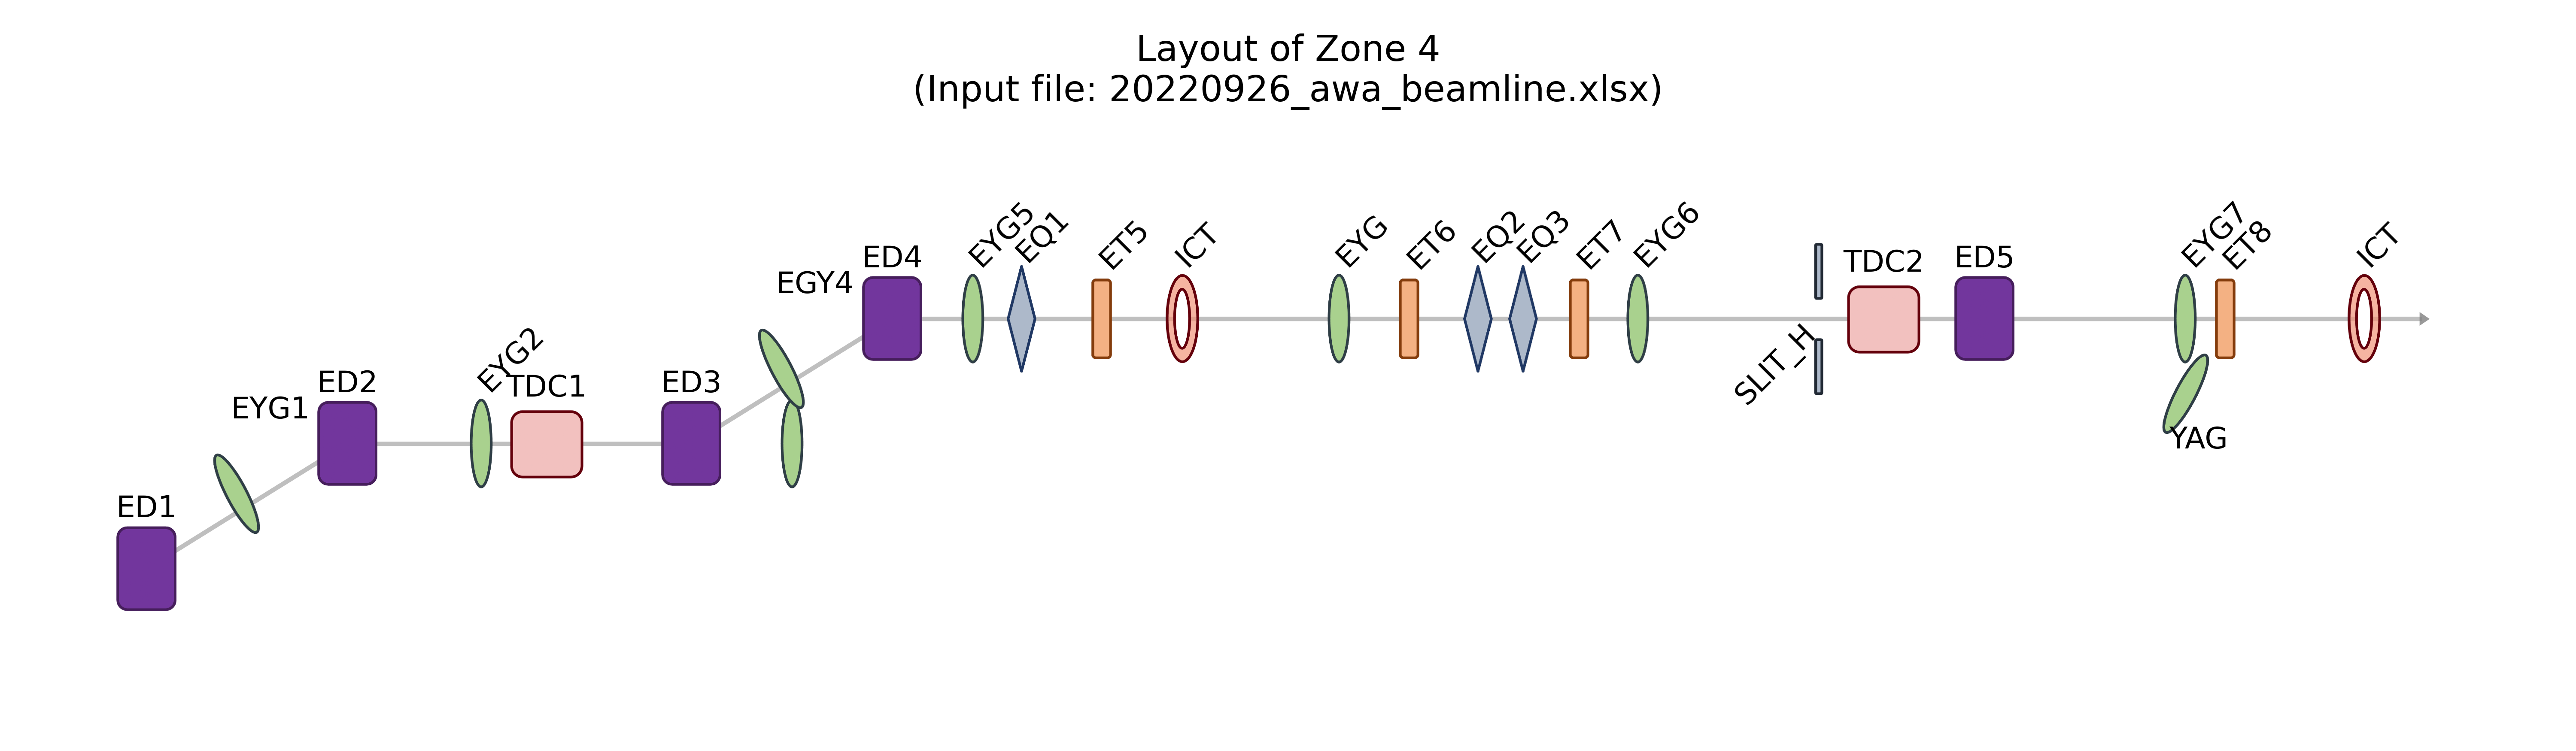 Layout of Zone 4
(Input file: 20220926_awa_beamline.xlsx)
ED1
EYG1
ED2
EYG2
TDC1
ED3
EGY4
ED4
EYG5
EQ1
ET5
ICT
EYG
ET6
EQ2
EQ3
ET7
EYG6
SLIT_H
TDC2
ED5
EYG7
ET8
YAG
ICT